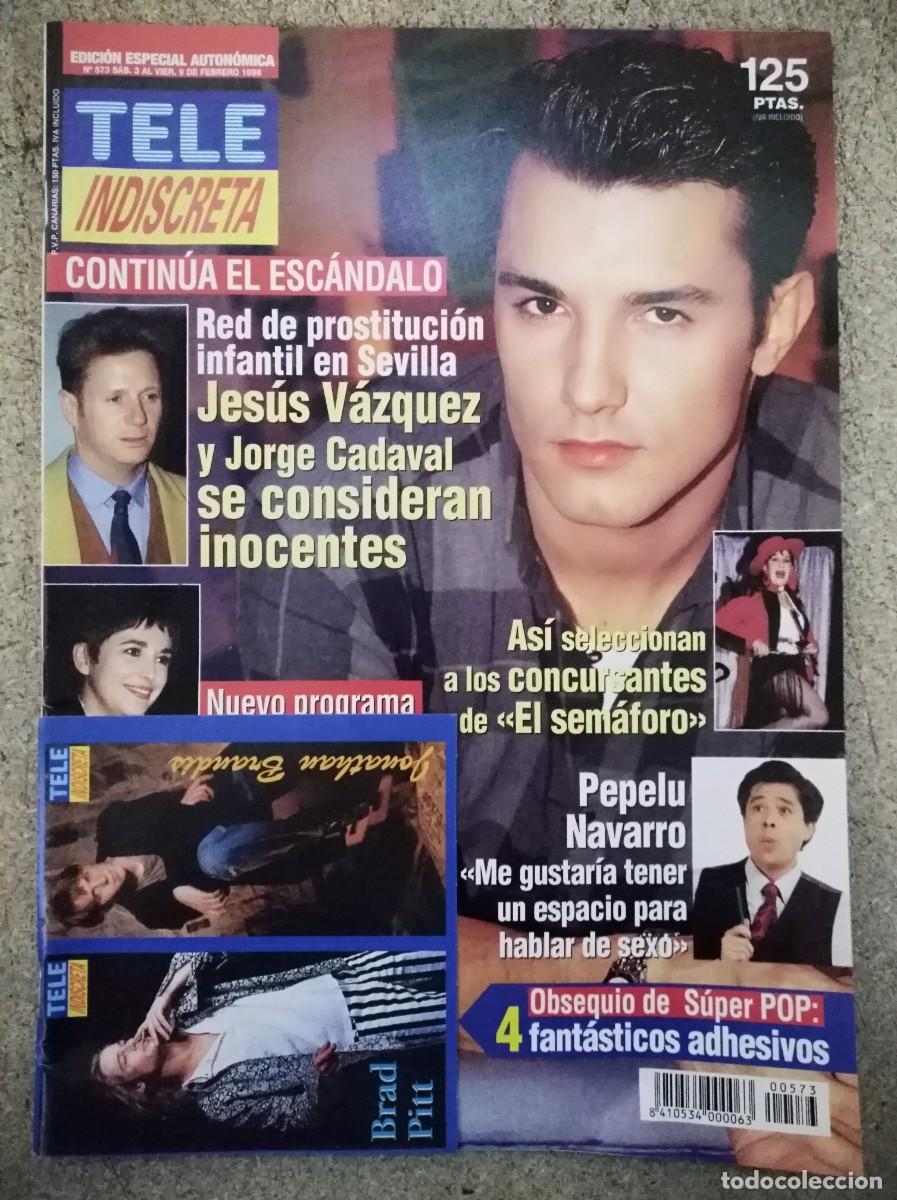 EDICIÓN ESPECIAL AUTONÓMICA
Nº 573 SÁB. 3 AL VIER. 9 DE FEBRERO 1996
P.V.P. CANARIAS: 150 PTAS. IVA INCLUIDO
TELE
INDISCRETA
125
PTAS.
(IVA INCLUIDO)
CONTINÚA EL ESCÁNDALO
Red de prostitución
infantil en Sevilla
Jesús Vázquez
y Jorge Cadaval
se consideran
inocentes
Así seleccionan
a los concursantes
de «El semáforo»
Nuevo programa
Pepelu
Navarro
«Me gustaría tener
un espacio para
hablar de sexo»
TELE
INDISCRETA
Jonathan Brandis
TELE
INDISCRETA
Brad
Pitt
Obsequio de Súper POP:
4 fantásticos adhesivos
00573
8 410534 000063
todocoleccion